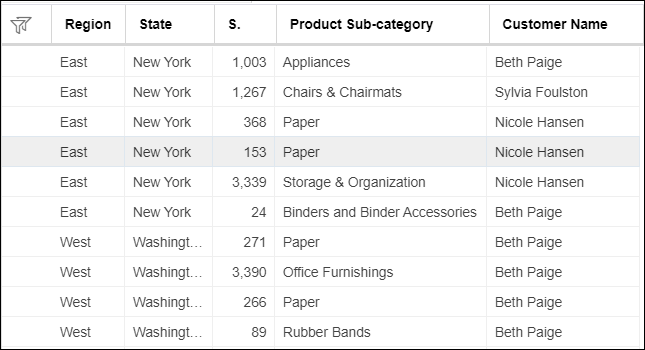 Region State S. Product Sub-category Customer Name
East New York 1,003 Appliances Beth Paige
East New York 1,267 Chairs & Chairmats Sylvia Foulston
East New York 368 Paper Nicole Hansen
East New York 153 Paper Nicole Hansen
East New York 3,339 Storage & Organization Nicole Hansen
East New York 24 Binders and Binder Accessories Beth Paige
West Washingt... 271 Paper Beth Paige
West Washingt... 3,390 Office Furnishings Beth Paige
West Washingt... 266 Paper Beth Paige
West Washingt... 89 Rubber Bands Beth Paige